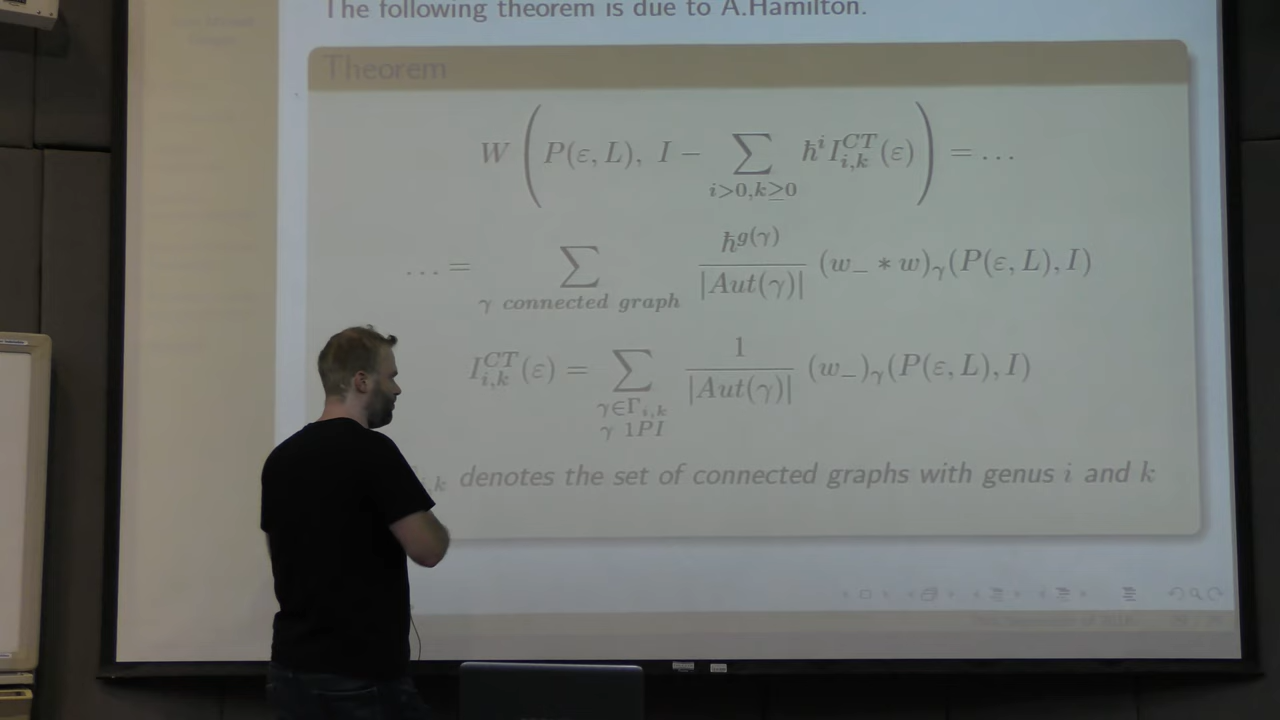 The following theorem is due to A.Hamilton.
Theorem
W ( P(ε, L), I − ∑_{i>0,k≥0} ħ^i I^{CT}_{i,k}(ε) ) = …
… = ∑_{γ connected graph} ħ^{g(γ)} / |Aut(γ)| (w_− * w)_γ(P(ε, L), I)
I^{CT}_{i,k}(ε) = ∑_{γ∈Γ_{i,k} γ 1PI} 1 / |Aut(γ)| (w_−)_γ(P(ε, L), I)
,k denotes the set of connected graphs with genus i and k